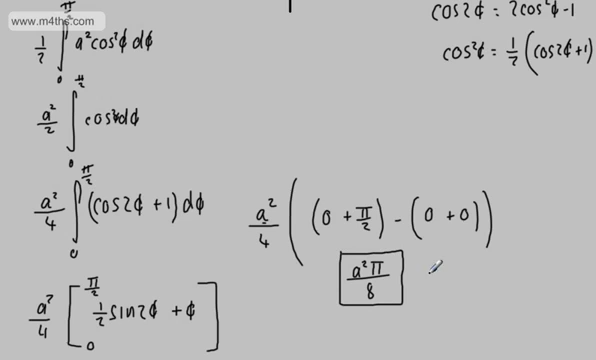 www.m4ths.com
1/2 ∫₀^(π/2) a²cos²ϕ dϕ
a²/2 ∫₀^(π/2) cos²ϕ dϕ
a²/4 ∫₀^(π/2) (cos2ϕ + 1) dϕ
a²/4 [1/2 sin2ϕ + ϕ]₀^(π/2)
cos2ϕ = 2cos²ϕ - 1
cos²ϕ = 1/2 (cos2ϕ + 1)
a²/4 ((0 + π/2) - (0 + 0))
a²π/8